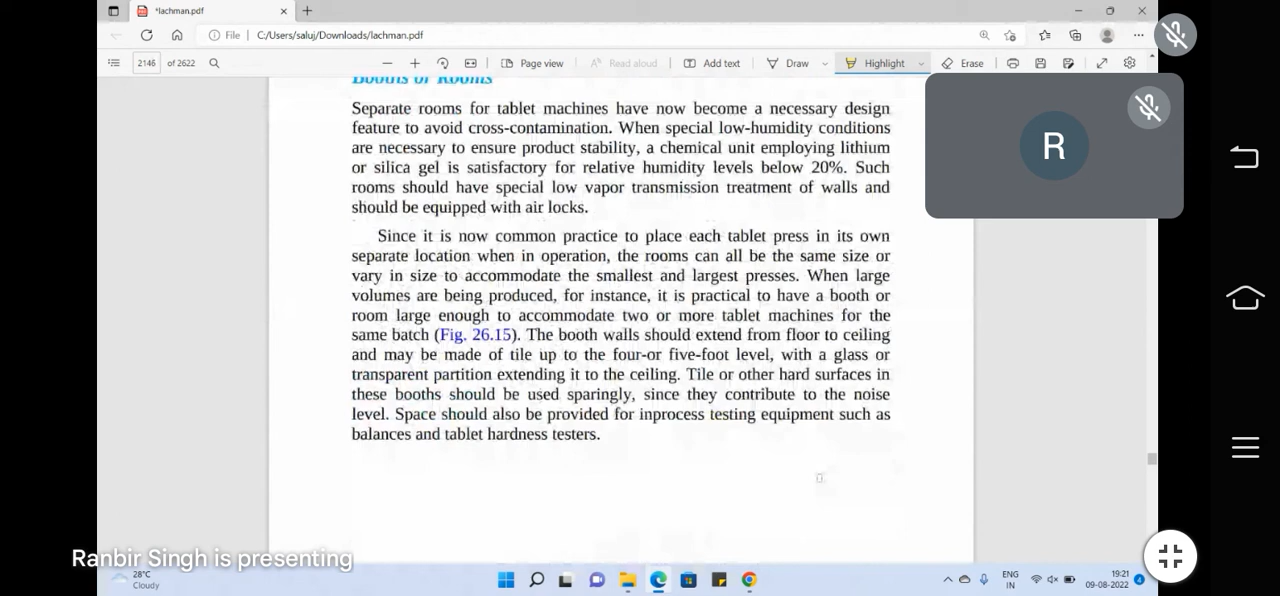 *lachman.pdf
File
C:/Users/saluj/Downloads/lachman.pdf
2146 of 2622
Page view
Read aloud
Add text
Draw
Highlight
Erase
Booths or Rooms
Separate rooms for tablet machines have now become a necessary design
feature to avoid cross-contamination. When special low-humidity conditions
are necessary to ensure product stability, a chemical unit employing lithium
or silica gel is satisfactory for relative humidity levels below 20%. Such
rooms should have special low vapor transmission treatment of walls and
should be equipped with air locks.
Since it is now common practice to place each tablet press in its own
separate location when in operation, the rooms can all be the same size or
vary in size to accommodate the smallest and largest presses. When large
volumes are being produced, for instance, it is practical to have a booth or
room large enough to accommodate two or more tablet machines for the
same batch (Fig. 26.15). The booth walls should extend from floor to ceiling
and may be made of tile up to the four-or five-foot level, with a glass or
transparent partition extending it to the ceiling. Tile or other hard surfaces in
these booths should be used sparingly, since they contribute to the noise
level. Space should also be provided for inprocess testing equipment such as
balances and tablet hardness testers.
R
Ranbir Singh is presenting
28°C
Cloudy
ENG
IN
19:21
09-08-2022
4